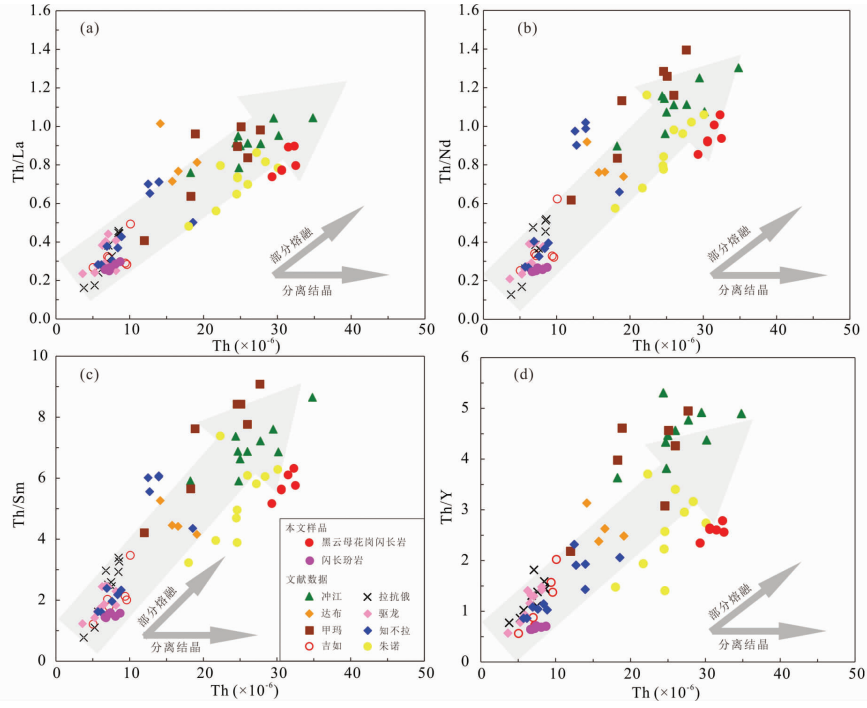 (a)
Th/La
1.6
1.4
1.2
1.0
0.8
0.6
0.4
0.2
0.0
0
10
20
30
40
50
Th (×10⁻⁶)
部分熔融
分离结晶
(b)
Th/Nd
1.6
1.4
1.2
1.0
0.8
0.6
0.4
0.2
0.0
0
10
20
30
40
50
Th (×10⁻⁶)
部分熔融
分离结晶
(c)
Th/Sm
10
8
6
4
2
0
0
10
20
30
40
50
Th (×10⁻⁶)
部分熔融
分离结晶
本文样品
黑云母花岗闪长岩
闪长玢岩
文献数据
冲江 拉抗俄
达布 驱龙
甲玛 知不拉
吉如 朱诺
(d)
Th/Y
6
5
4
3
2
1
0
0
10
20
30
40
50
Th (×10⁻⁶)
部分熔融
分离结晶